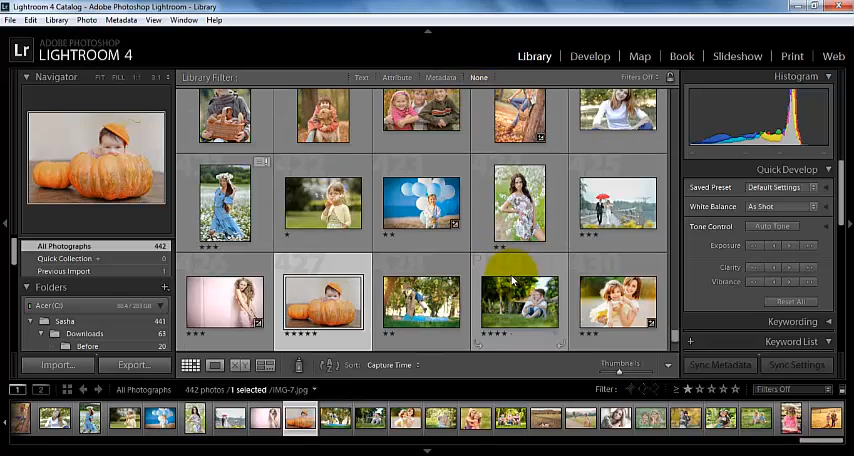 Lightroom 4 Catalog - Adobe Photoshop Lightroom - Library
File Edit Library Photo Metadata View Window Help
Lr ADOBE PHOTOSHOP
LIGHTROOM 4
Library | Develop | Map | Book | Slideshow | Print | Web
Navigator FIT FILL 1:1 3:1
Library Filter: Text Attribute Metadata None Filters Off
Histogram
Quick Develop
Saved Preset Default Settings
White Balance As Shot
Tone Control Auto Tone
Exposure
Clarity
Vibrance
Reset All
Keywording
Keyword List
All Photographs 442
Quick Collection + 0
Previous Import 1
Folders
Acer (C:)
Sasha 441
Downloads 63
Before 20
Import... Export...
Sort: Capture Time
Thumbnails
Sync Metadata Sync Settings
1 2 All Photographs 442 photos / 1 selected / IMG-7.jpg Filter: ≥ Filters Off